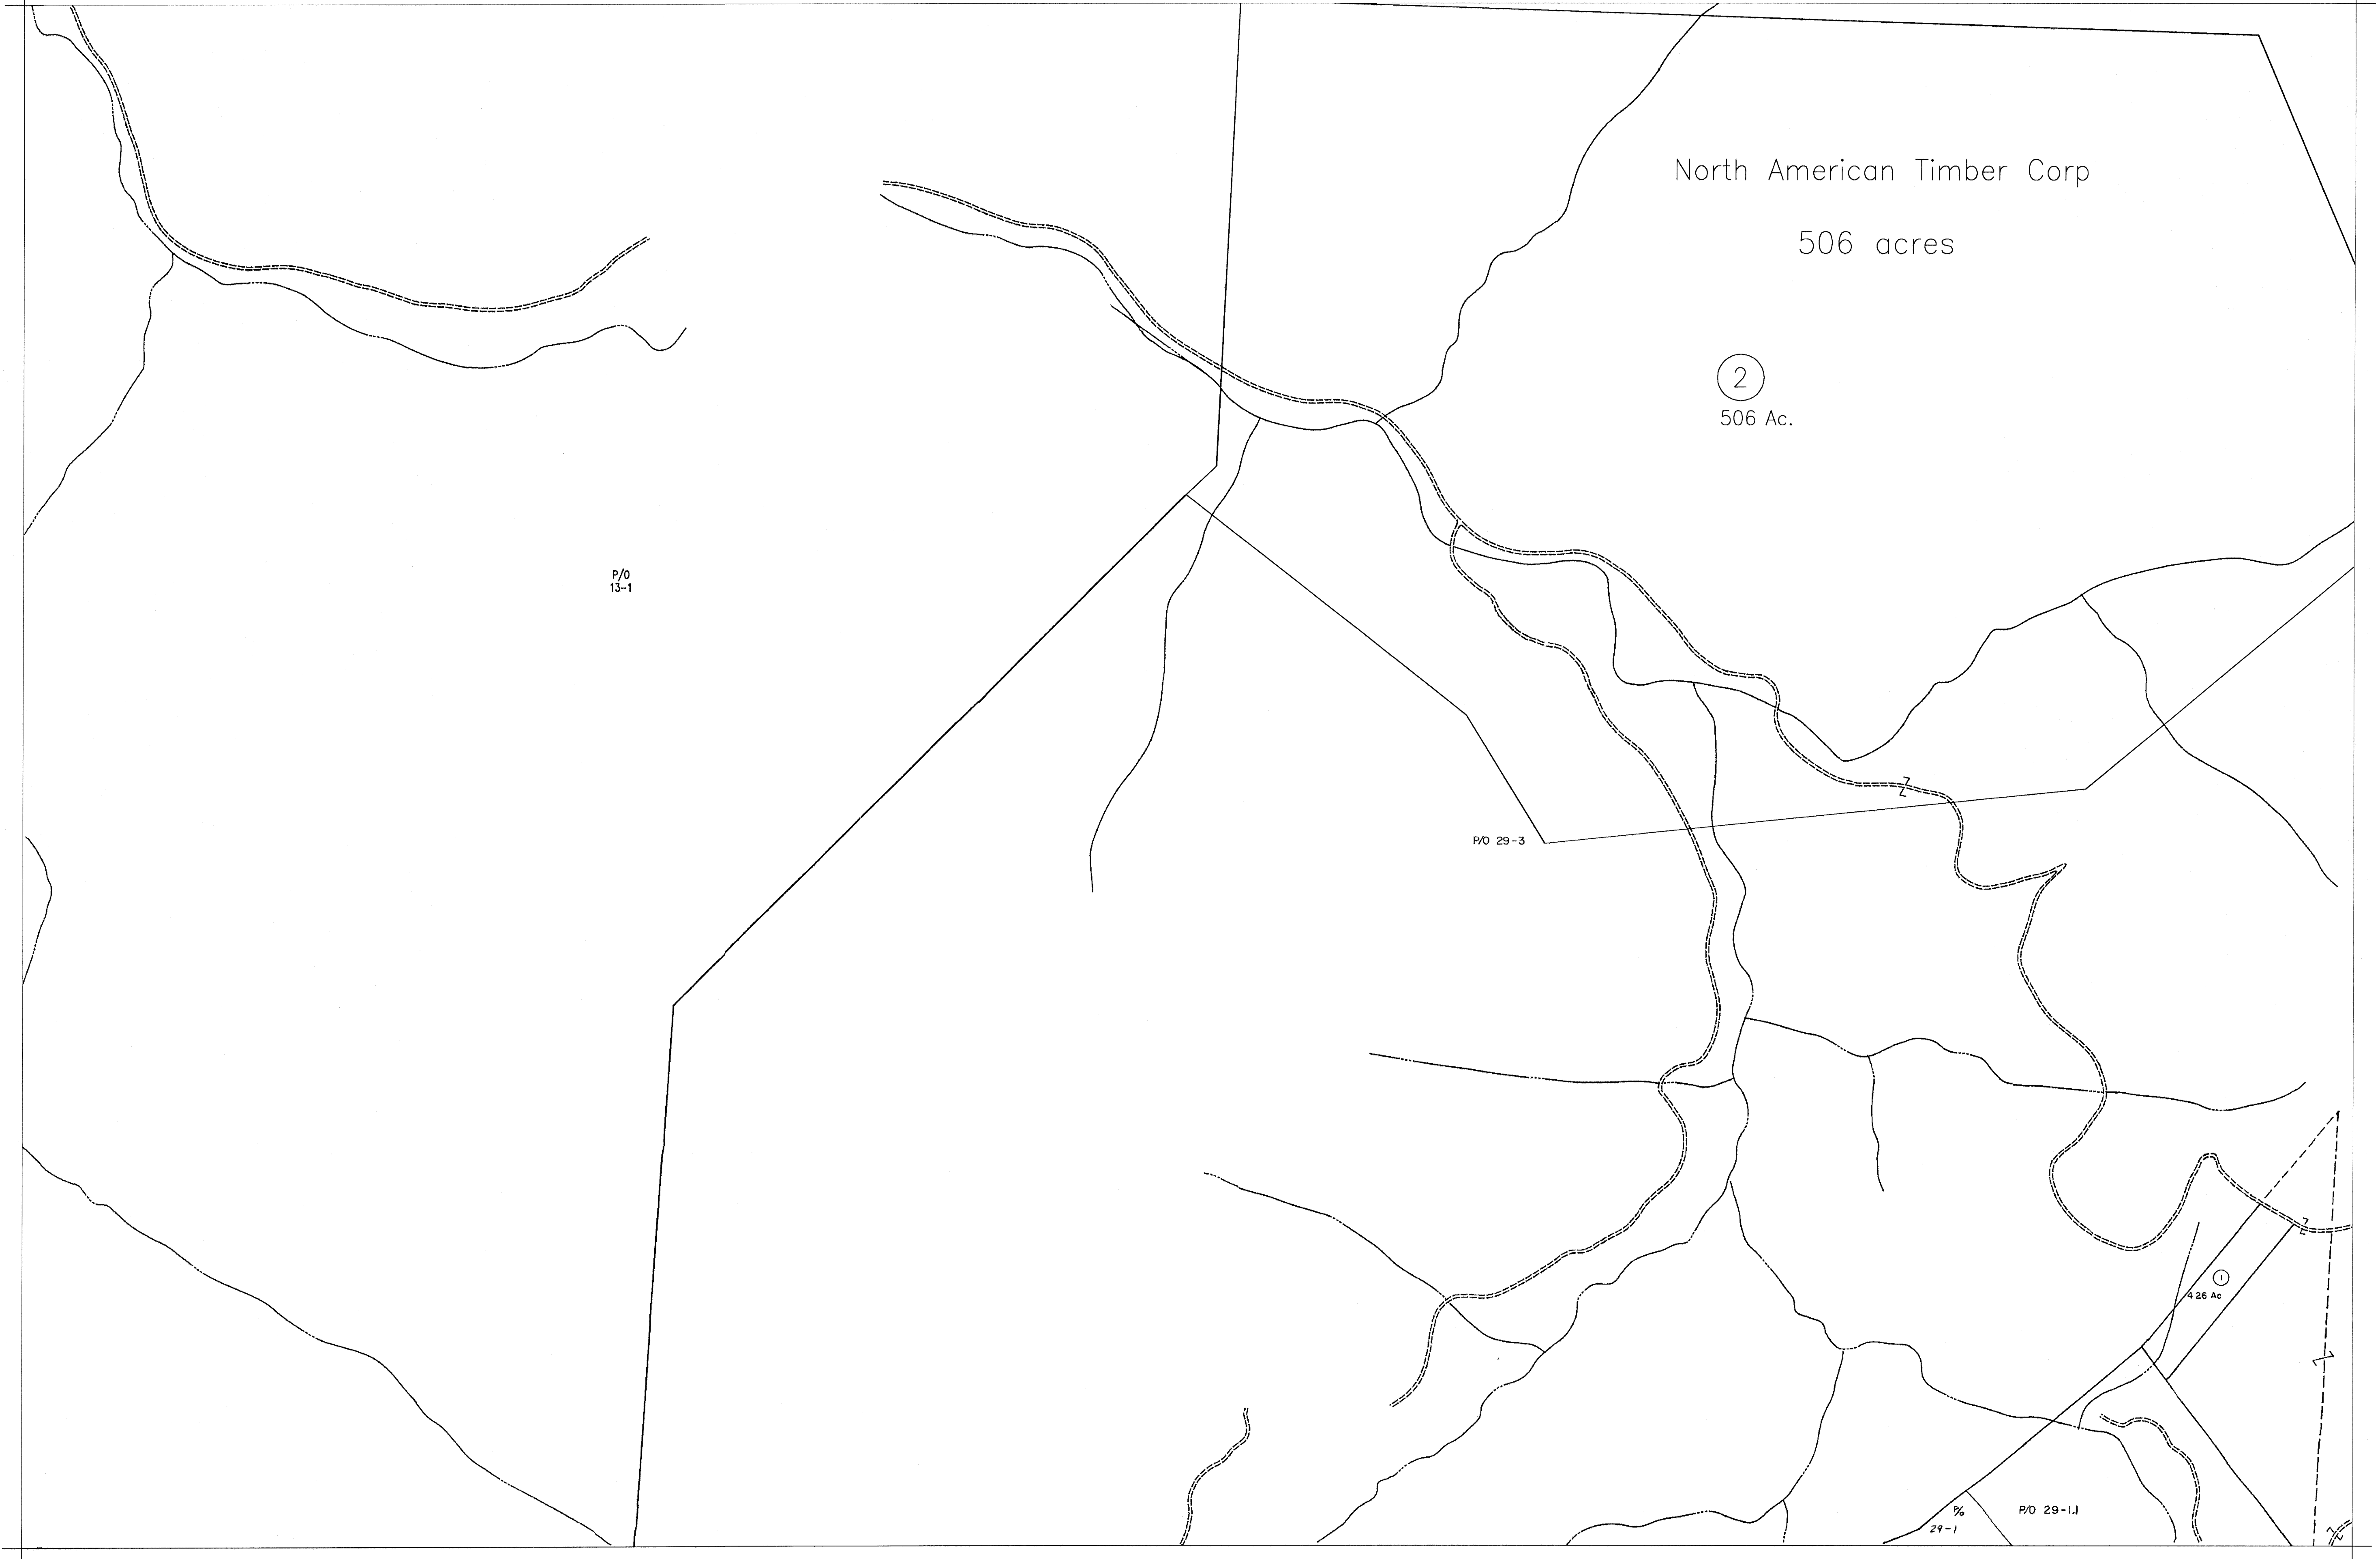 North American Timber Corp
506 acres
2
506 Ac.
P/O
13-1
P/O 29-3
1
4 26 Ac
P/O
29-1
P/O 29-1.1